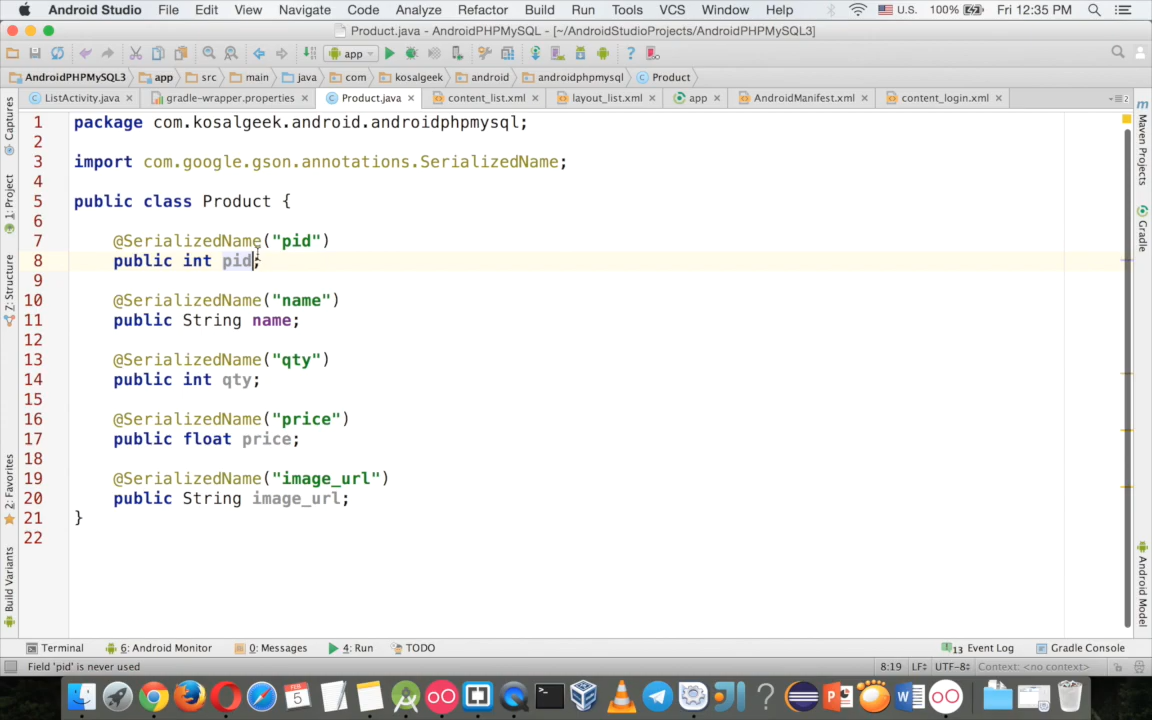 Android Studio File Edit View Navigate Code Analyze Refactor Build Run Tools VCS Window Help U.S. 100% Fri 12:35 PM
Product.java - AndroidPHPMySQL - [~/AndroidStudioProjects/AndroidPHPMySQL3]
app
AndroidPHPMySQL3 app src main java com kosalgeek android androidphpmysql Product
ListActivity.java gradle-wrapper.properties Product.java content_list.xml layout_list.xml app AndroidManifest.xml content_login.xml 2
Captures
1: Project
7: Structure
2: Favorites
Build Variants
1 package com.kosalgeek.android.androidphpmysql;
2
3 import com.google.gson.annotations.SerializedName;
4
5 public class Product {
6
7 @SerializedName("pid")
8 public int pid;
9
10 @SerializedName("name")
11 public String name;
12
13 @SerializedName("qty")
14 public int qty;
15
16 @SerializedName("price")
17 public float price;
18
19 @SerializedName("image_url")
20 public String image_url;
21 }
22
m Maven Projects
Gradle
Android Model
Terminal 6: Android Monitor 0: Messages 4: Run TODO 13 Event Log Gradle Console
Field 'pid' is never used 8:19 LF÷ UTF-8÷ Context: <no context>
FEB
5